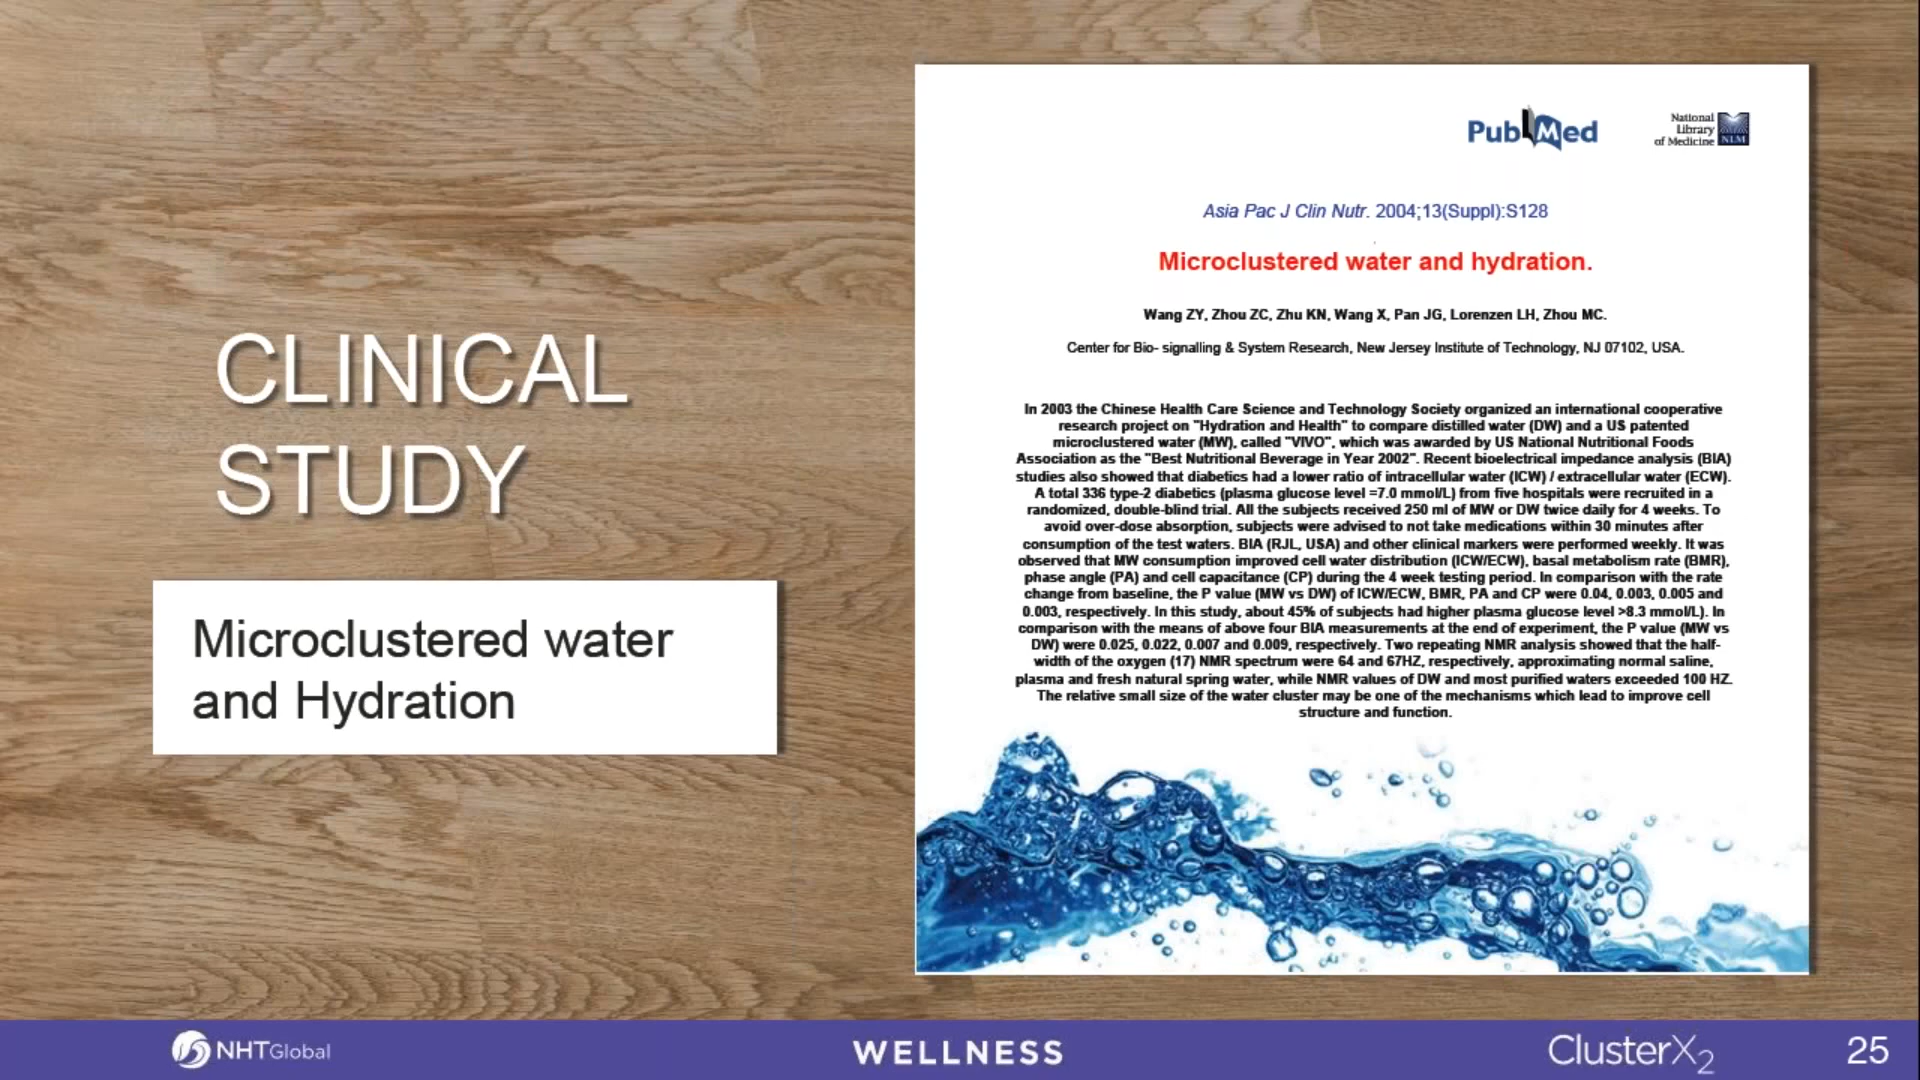 CLINICAL
STUDY
Microclustered water
and Hydration
PubMed
National
Library
of Medicine
NLM
Asia Pac J Clin Nutr. 2004;13(Suppl):S128
Microclustered water and hydration.
Wang ZY, Zhou ZC, Zhu KN, Wang X, Pan JG, Lorenzen LH, Zhou MC.
Center for Bio- signalling & System Research, New Jersey Institute of Technology, NJ 07102, USA.
In 2003 the Chinese Health Care Science and Technology Society organized an international cooperative
research project on "Hydration and Health" to compare distilled water (DW) and a US patented
microclustered water (MW), called "VIVO", which was awarded by US National Nutritional Foods
Association as the "Best Nutritional Beverage in Year 2002". Recent bioelectrical impedance analysis (BIA)
studies also showed that diabetics had a lower ratio of intracellular water (ICW) / extracellular water (ECW).
A total 336 type-2 diabetics (plasma glucose level =7.0 mmol/L) from five hospitals were recruited in a
randomized, double-blind trial. All the subjects received 250 ml of MW or DW twice daily for 4 weeks. To
avoid over-dose absorption, subjects were advised to not take medications within 30 minutes after
consumption of the test waters. BIA (RJL, USA) and other clinical markers were performed weekly. It was
observed that MW consumption improved cell water distribution (ICW/ECW), basal metabolism rate (BMR),
phase angle (PA) and cell capacitance (CP) during the 4 week testing period. In comparison with the rate
change from baseline, the P value (MW vs DW) of ICW/ECW, BMR, PA and CP were 0.04, 0.003, 0.005 and
0.003, respectively. In this study, about 45% of subjects had higher plasma glucose level >8.3 mmol/L). In
comparison with the means of above four BIA measurements at the end of experiment, the P value (MW vs
DW) were 0.025, 0.022, 0.007 and 0.009, respectively. Two repeating NMR analysis showed that the half-
width of the oxygen (17) NMR spectrum were 64 and 67HZ, respectively, approximating normal saline,
plasma and fresh natural spring water, while NMR values of DW and most purified waters exceeded 100 HZ.
The relative small size of the water cluster may be one of the mechanisms which lead to improve cell
structure and function.
NHTGlobal
WELLNESS
ClusterX2
25